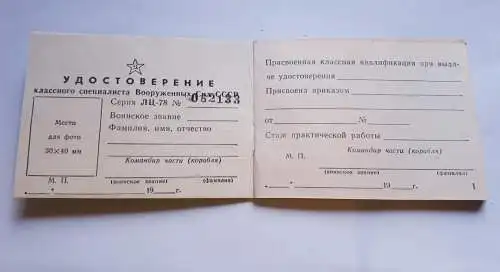 УДОСТОВЕРЕНИЕ
классного специалиста Вооруженных Сил СССР
Серия ЛЦ-78 № 052133
Воинское звание
Фамилия, имя, отчество
Место
для фото
30×40 мм
Командир части (корабля)
М. П.
(воинское звание) (фамилия)
« » 19 г.
Присвоенная классная квалификация при выда-
че удостоверения
Присвоена приказом
от № 
Стаж практической работы
М. П. Командир части (корабля)
(воинское звание) (фамилия)
« » 19 г.
1